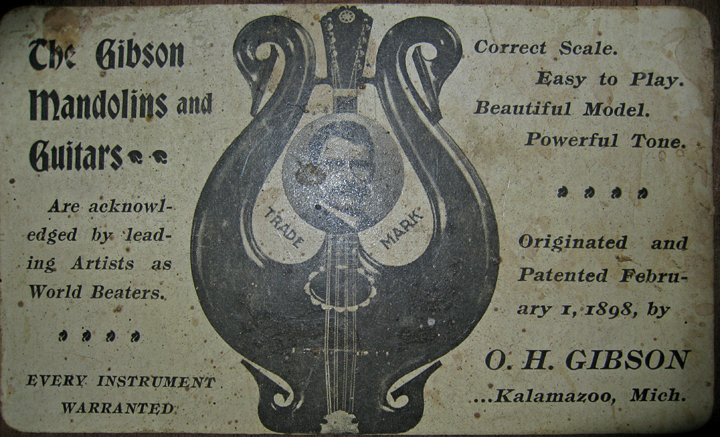 The Gibson
Mandolins and
Guitars
Are acknowl-
edged by lead-
ing Artists as
World Beaters.
EVERY INSTRUMENT
WARRANTED.
TRADE
MARK.
Correct Scale.
Easy to Play.
Beautiful Model.
Powerful Tone.
Originated and
Patented Febru-
ary 1, 1898, by
O. H. GIBSON
...Kalamazoo, Mich.